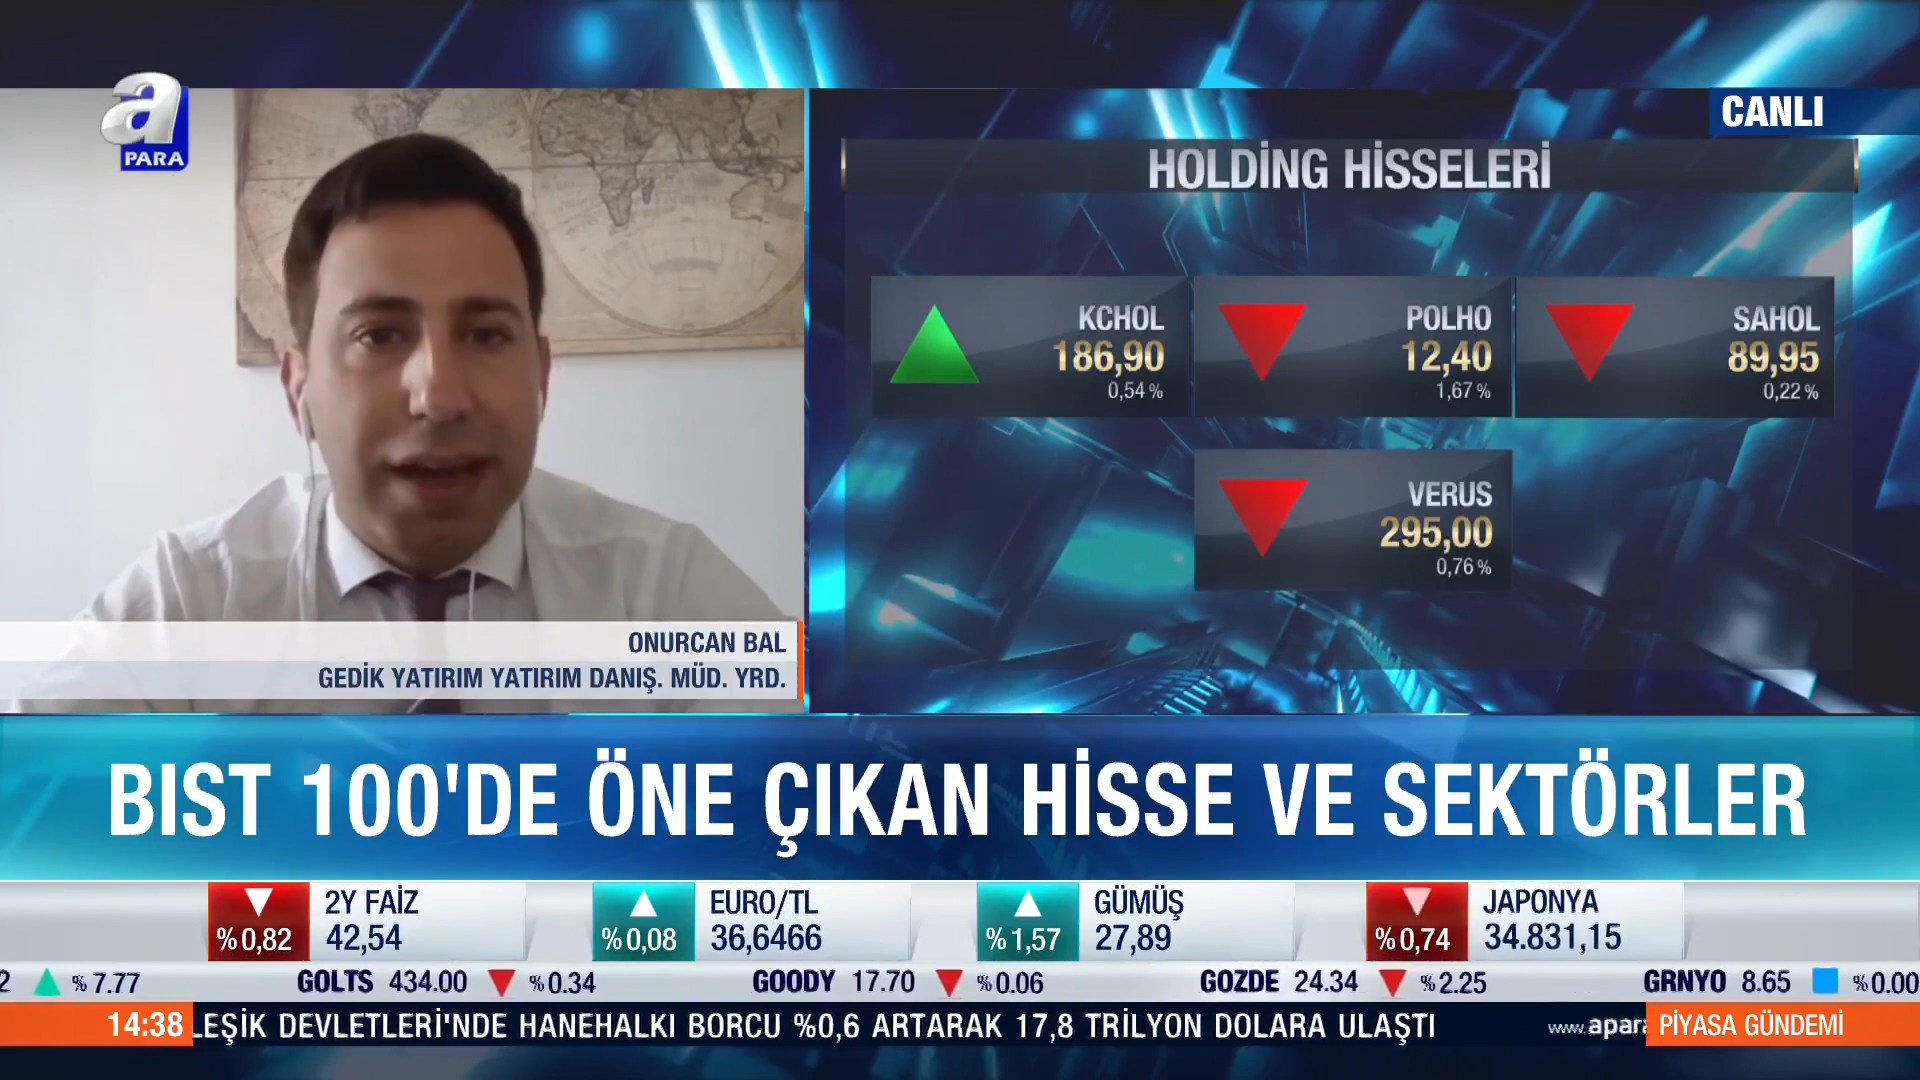 a
PARA
CANLI
HOLDİNG HİSSELERİ
KCHOL
186,90
0,54 %
POLHO
12,40
1,67 %
SAHOL
89,95
0,22 %
VERUS
295,00
0,76 %
ONURCAN BAL
GEDİK YATIRIM YATIRIM DANIŞ. MÜD. YRD.
BIST 100'DE ÖNE ÇIKAN HİSSE VE SEKTÖRLER
%0,82 2Y FAİZ 42,54
%0,08 EURO/TL 36,6466
%1,57 GÜMÜŞ 27,89
%0,74 JAPONYA 34.831,15
2 %7.77 GOLTS 434.00 %0.34 GOODY 17.70 %0.06 GOZDE 24.34 %2.25 GRNYO 8.65 %0.00
14:38 LEŞİK DEVLETLERİ'NDE HANEHALKI BORCU %0,6 ARTARAK 17,8 TRİLYON DOLARA ULAŞTI www.apara PİYASA GÜNDEMİ